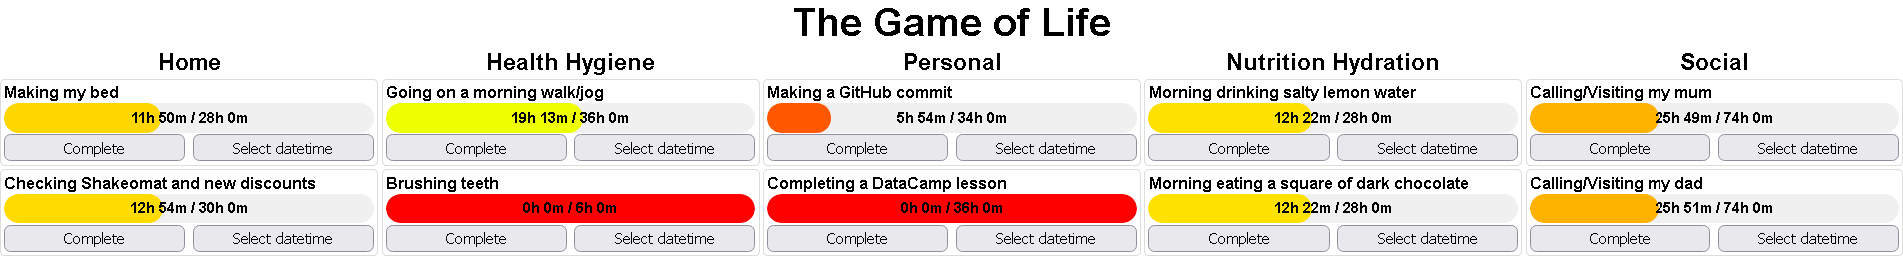 The Game of Life
Home
Making my bed
11h 50m / 28h 0m
Complete Select datetime
Checking Shakeomat and new discounts
12h 54m / 30h 0m
Complete Select datetime
Health Hygiene
Going on a morning walk/jog
19h 13m / 36h 0m
Complete Select datetime
Brushing teeth
0h 0m / 6h 0m
Complete Select datetime
Personal
Making a GitHub commit
5h 54m / 34h 0m
Complete Select datetime
Completing a DataCamp lesson
0h 0m / 36h 0m
Complete Select datetime
Nutrition Hydration
Morning drinking salty lemon water
12h 22m / 28h 0m
Complete Select datetime
Morning eating a square of dark chocolate
12h 22m / 28h 0m
Complete Select datetime
Social
Calling/Visiting my mum
25h 49m / 74h 0m
Complete Select datetime
Calling/Visiting my dad
25h 51m / 74h 0m
Complete Select datetime